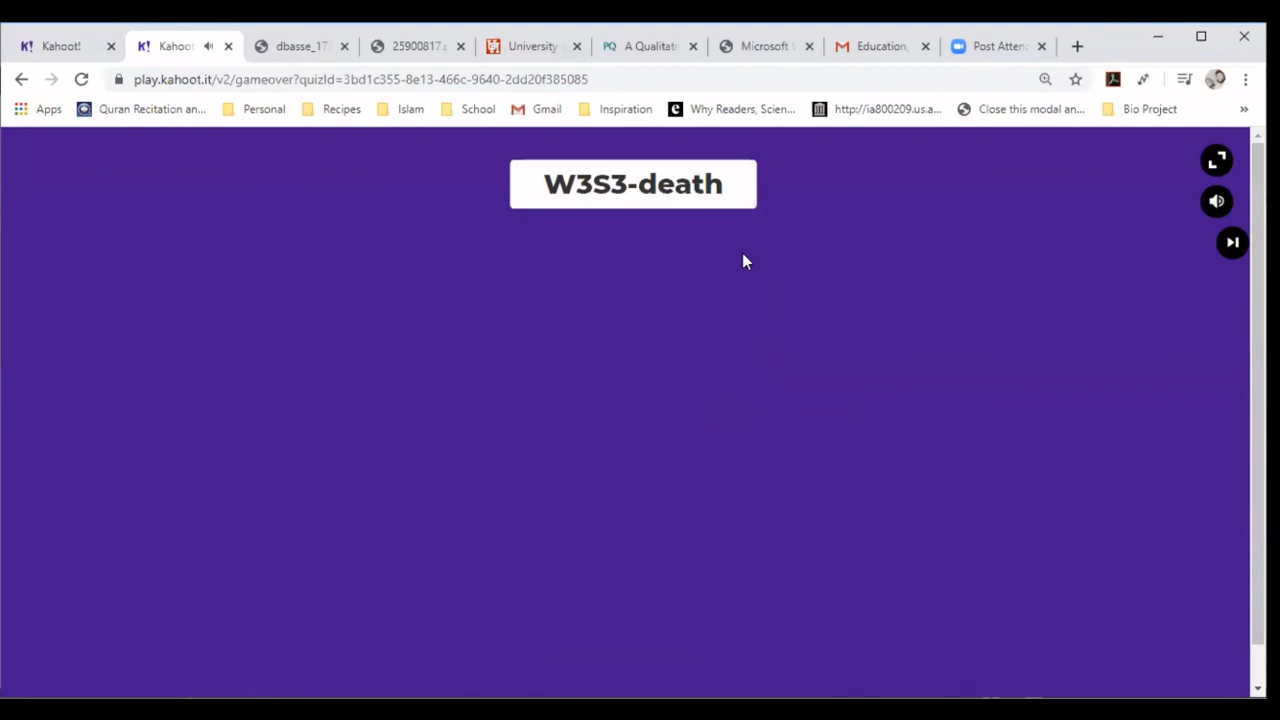 K! Kahoot!
K! Kahoot
dbasse_17
25900817
University
PQ A Qualitati
Microsoft
Education,
Post Atten
play.kahoot.it/v2/gameover?quizId=3bd1c355-8e13-466c-9640-2dd20f385085
Apps
Quran Recitation an...
Personal
Recipes
Islam
School
Gmail
Inspiration
Why Readers, Scien...
http://ia800209.us.a...
Close this modal an...
Bio Project
»
W3S3-death